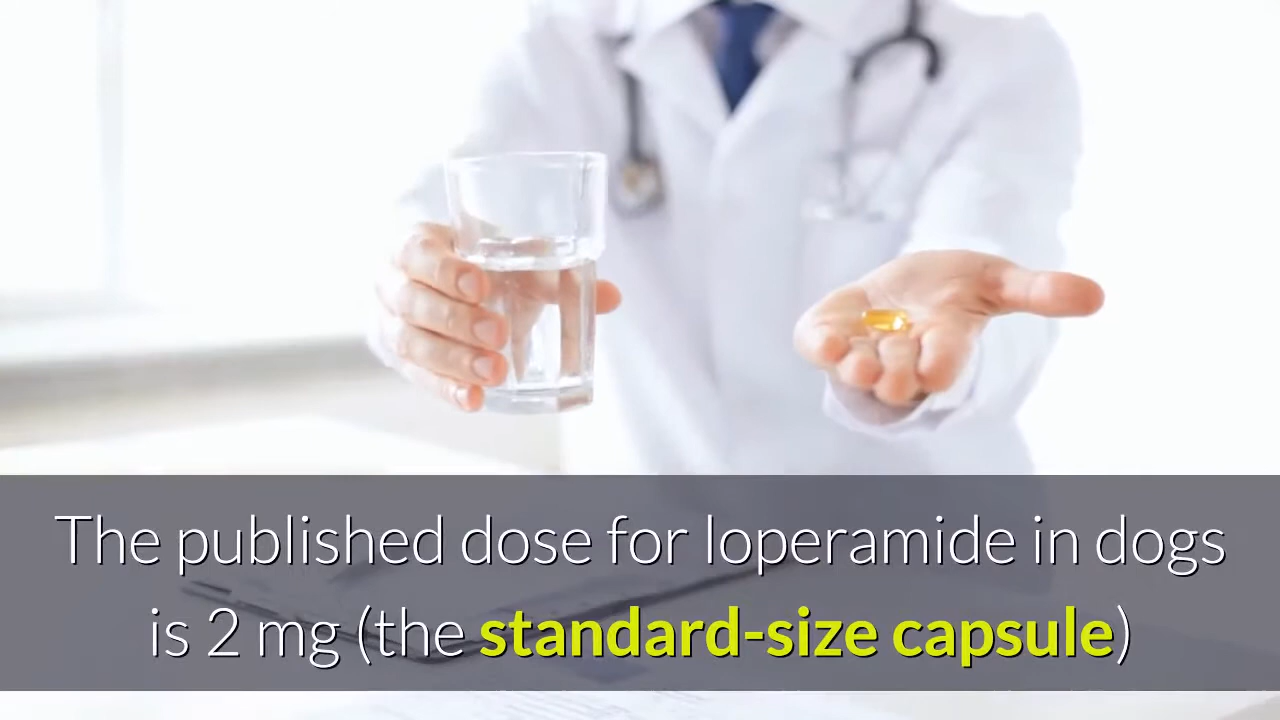 The published dose for loperamide in dogs
is 2 mg (the standard-size capsule)